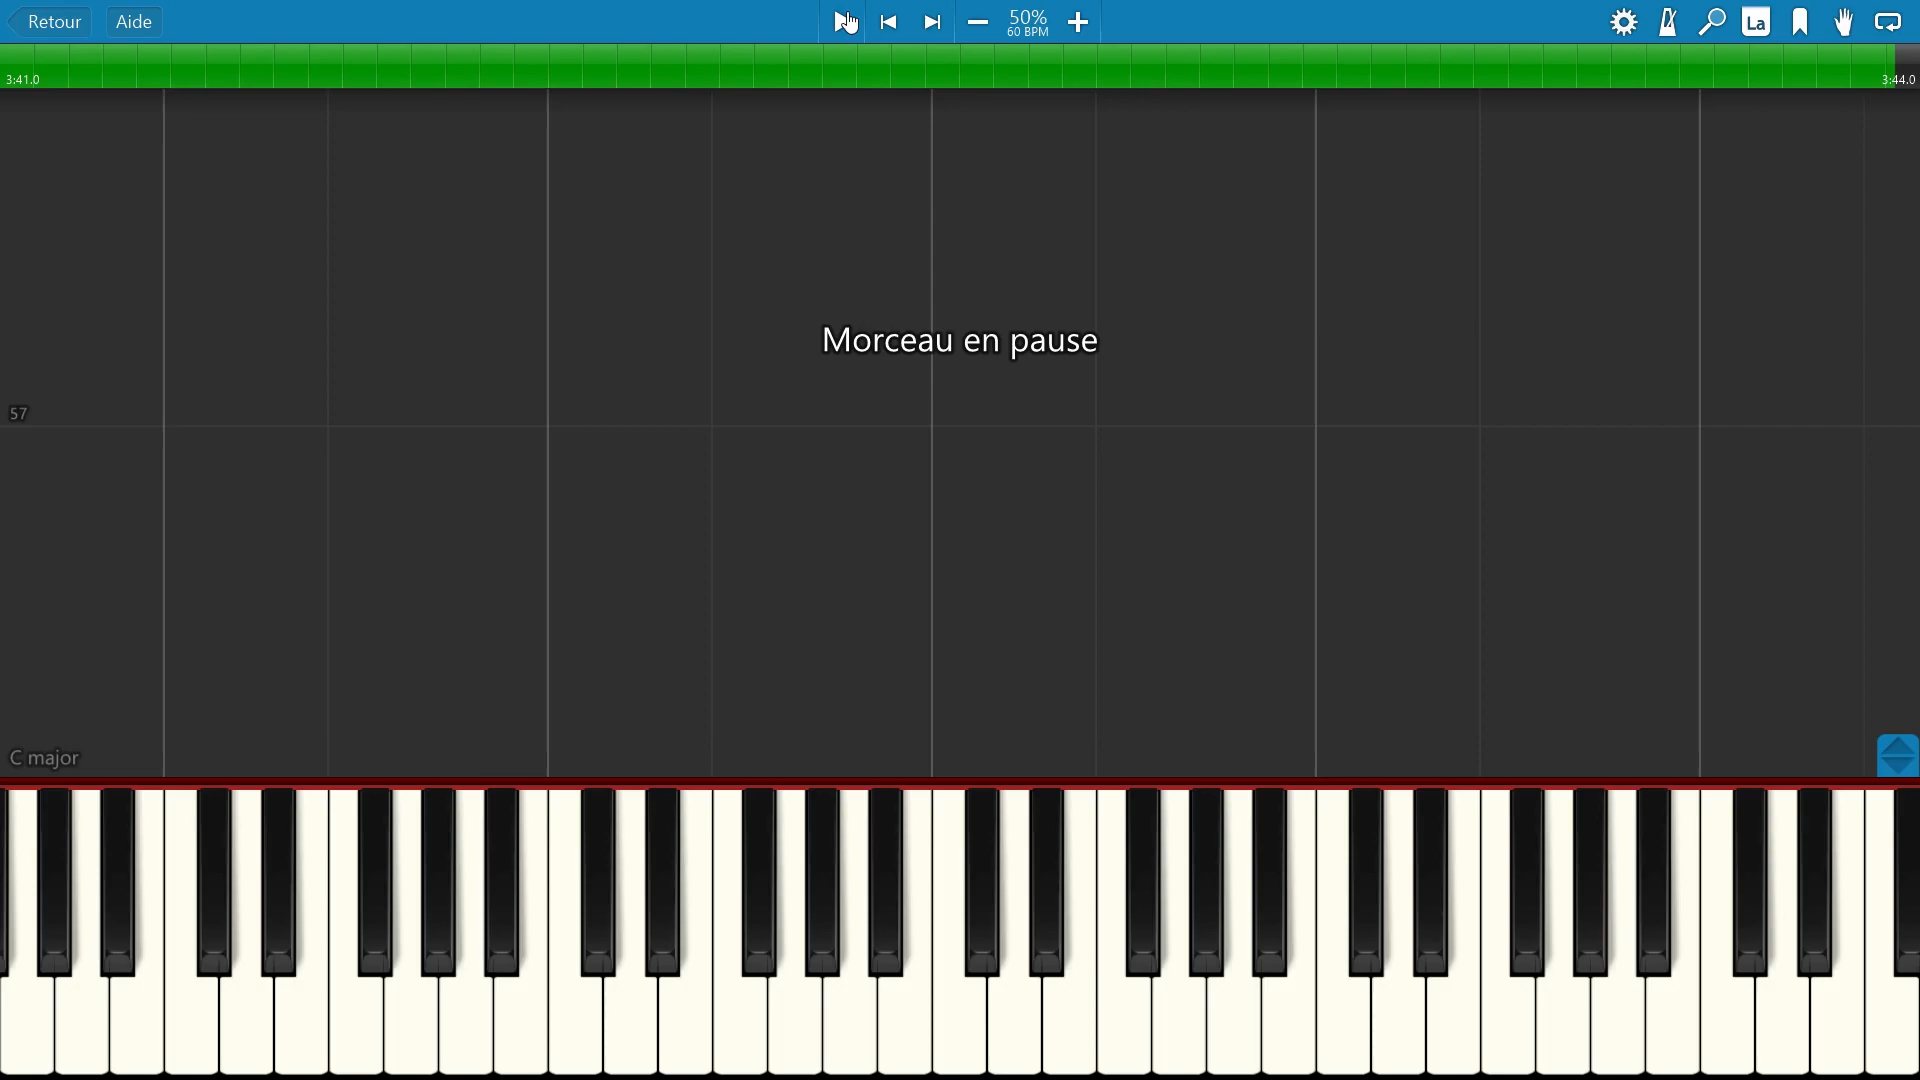 Retour
Aide
50%
60 BPM
La
3:41.0
3:44.0
Morceau en pause
57
C major